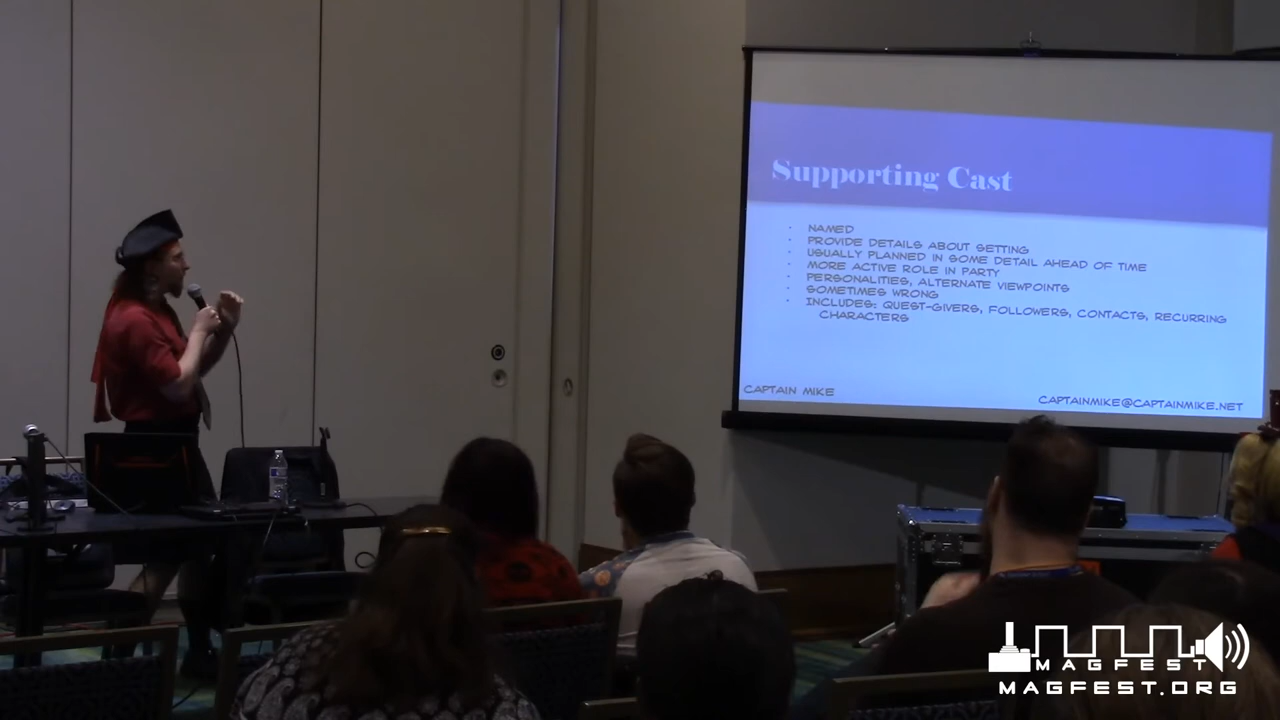 Supporting Cast
· NAMED
· PROVIDE DETAILS ABOUT SETTING
· USUALLY PLANNED IN SOME DETAIL AHEAD OF TIME
· MORE ACTIVE ROLE IN PARTY
· PERSONALITIES, ALTERNATE VIEWPOINTS
· SOMETIMES WRONG
· INCLUDES: QUEST-GIVERS, FOLLOWERS, CONTACTS, RECURRING
CHARACTERS
CAPTAIN MIKE
CAPTAINMIKE@CAPTAINMIKE.NET
MAGFEST
MAGFEST.ORG